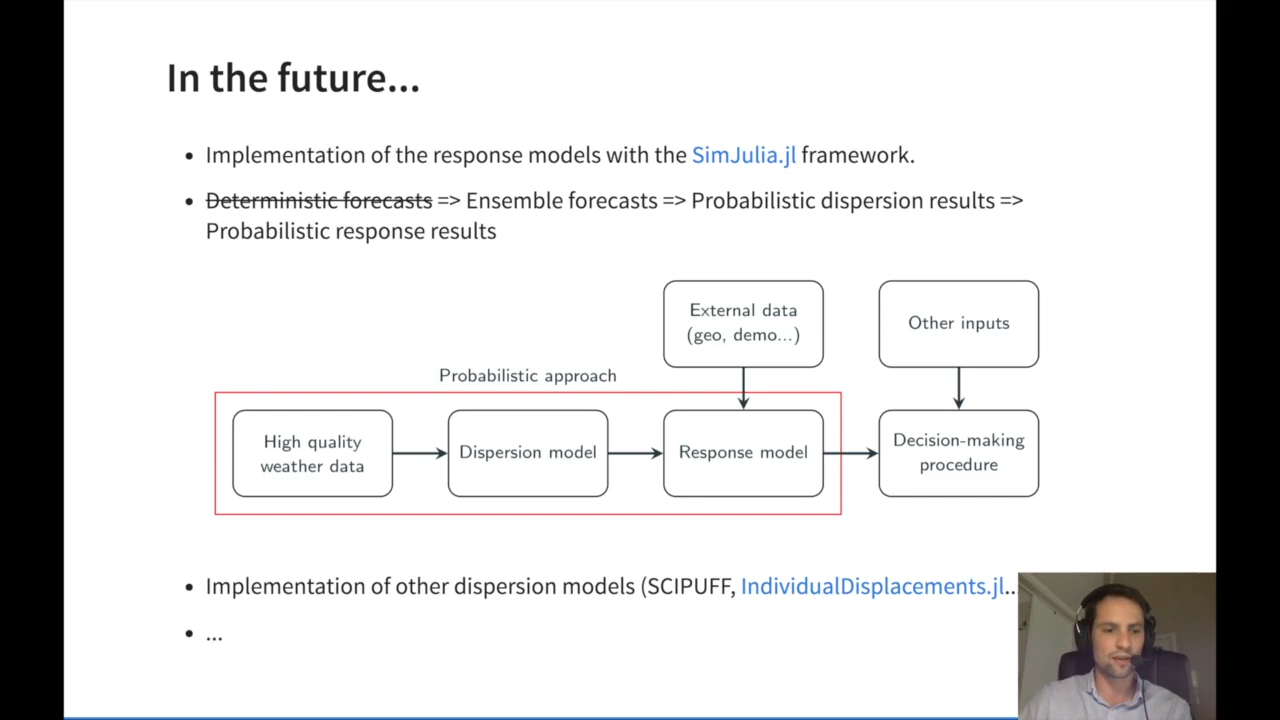 In the future...
• Implementation of the response models with the SimJulia.jl framework.
• Deterministic forecasts => Ensemble forecasts => Probabilistic dispersion results =>
Probabilistic response results
External data
(geo, demo...)
Other inputs
Probabilistic approach
High quality
weather data
Dispersion model
Response model
Decision-making
procedure
• Implementation of other dispersion models (SCIPUFF, IndividualDisplacements.jl..
• ...